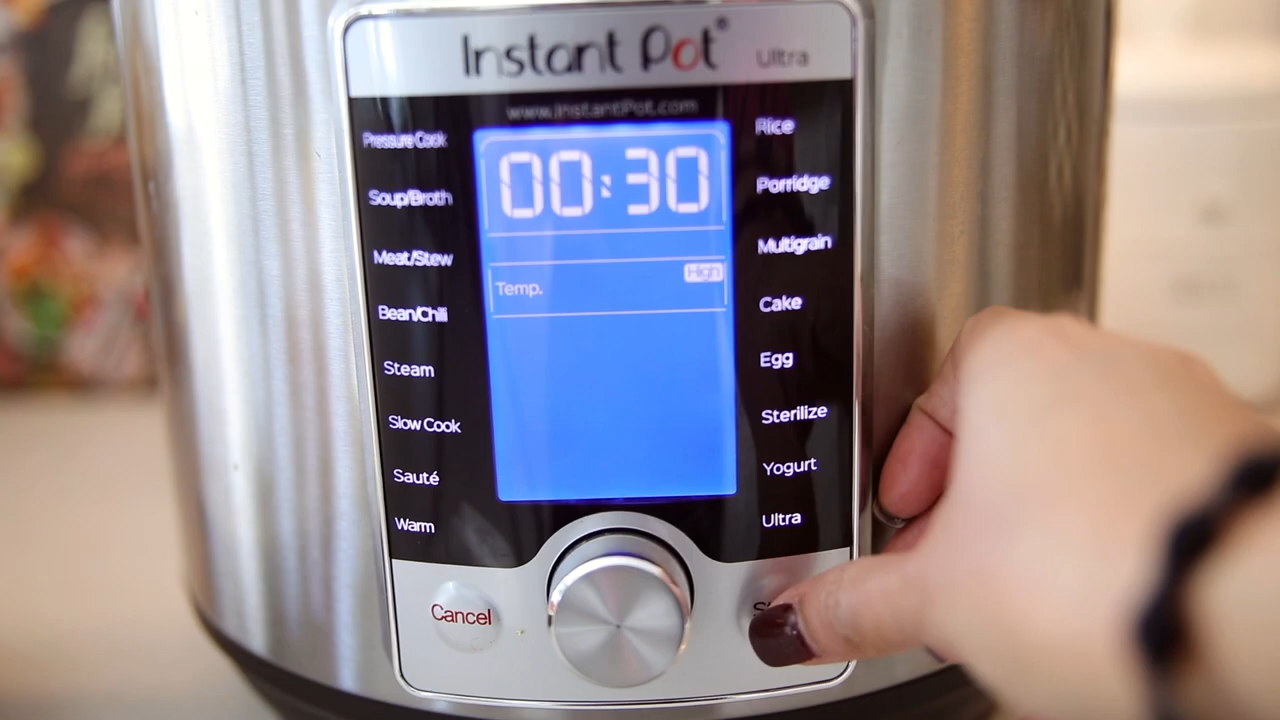 Instant Pot® Ultra
www.InstantPot.com
Pressure Cook
Soup/Broth
Meat/Stew
Bean/Chili
Steam
Slow Cook
Sauté
Warm
00:30
High
Temp.
Rice
Porridge
Multigrain
Cake
Egg
Sterilize
Yogurt
Ultra
Cancel